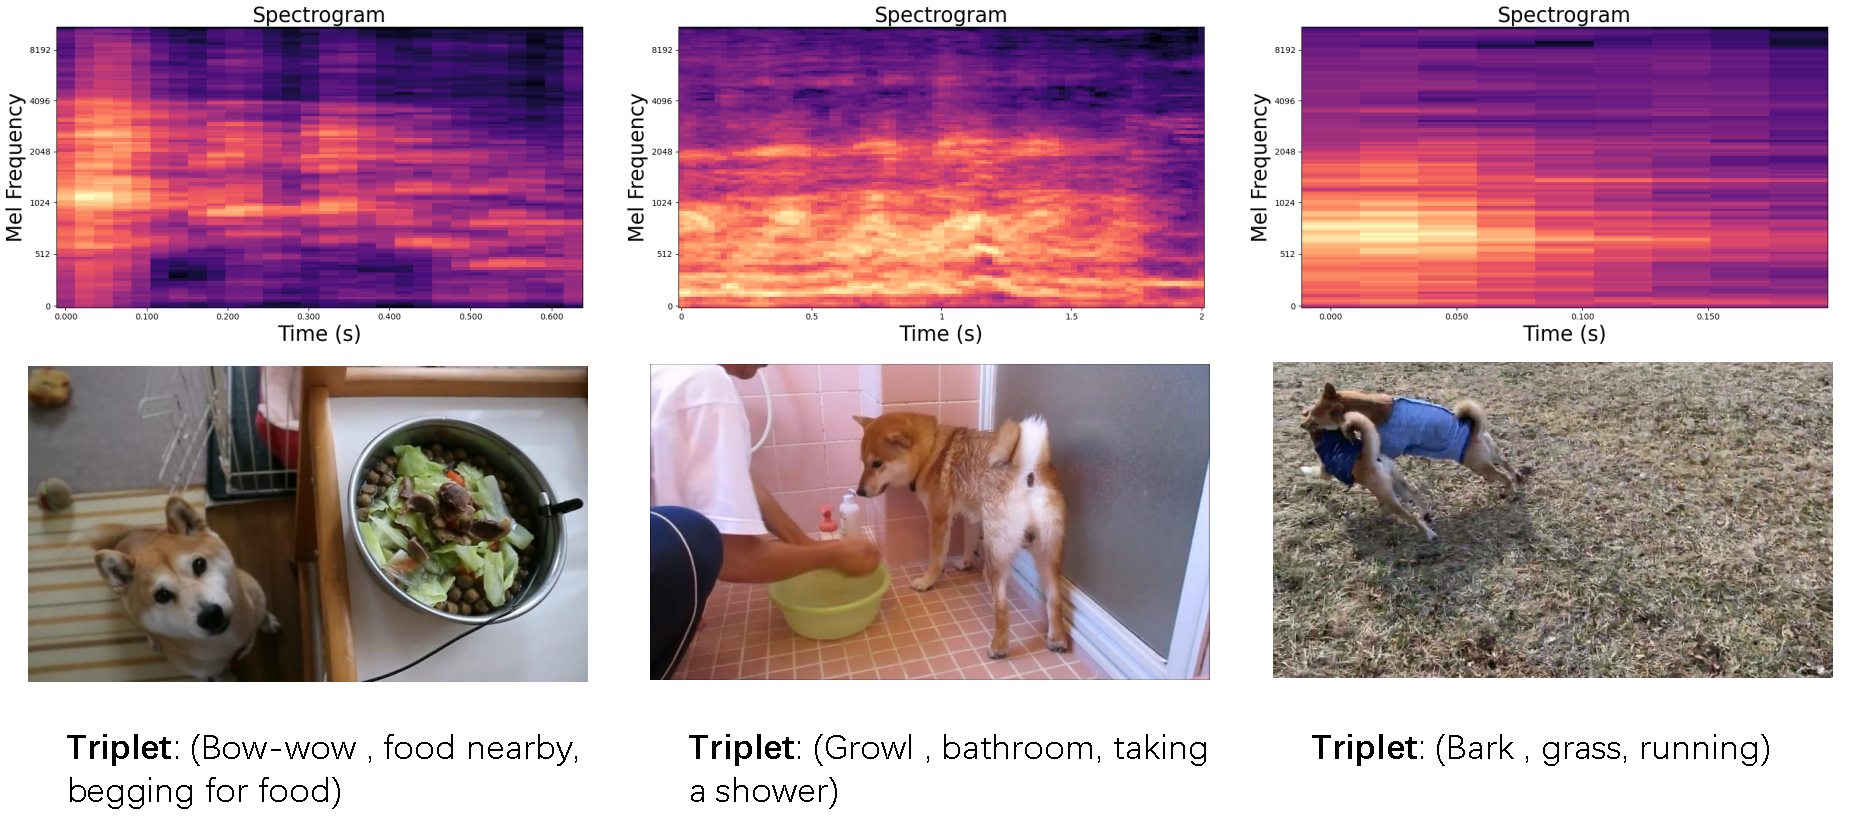 Spectrogram
8192
4096
2048
1024
512
0
Mel Frequency
0.000 0.100 0.200 0.300 0.400 0.500 0.600
Time (s)
Spectrogram
8192
4096
2048
1024
512
0
Mel Frequency
0 0.5 1 1.5 2
Time (s)
Spectrogram
8192
4096
2048
1024
512
0
Mel Frequency
0.000 0.050 0.100 0.150
Time (s)
Triplet: (Bow-wow , food nearby,
begging for food)
Triplet: (Growl , bathroom, taking
a shower)
Triplet: (Bark , grass, running)